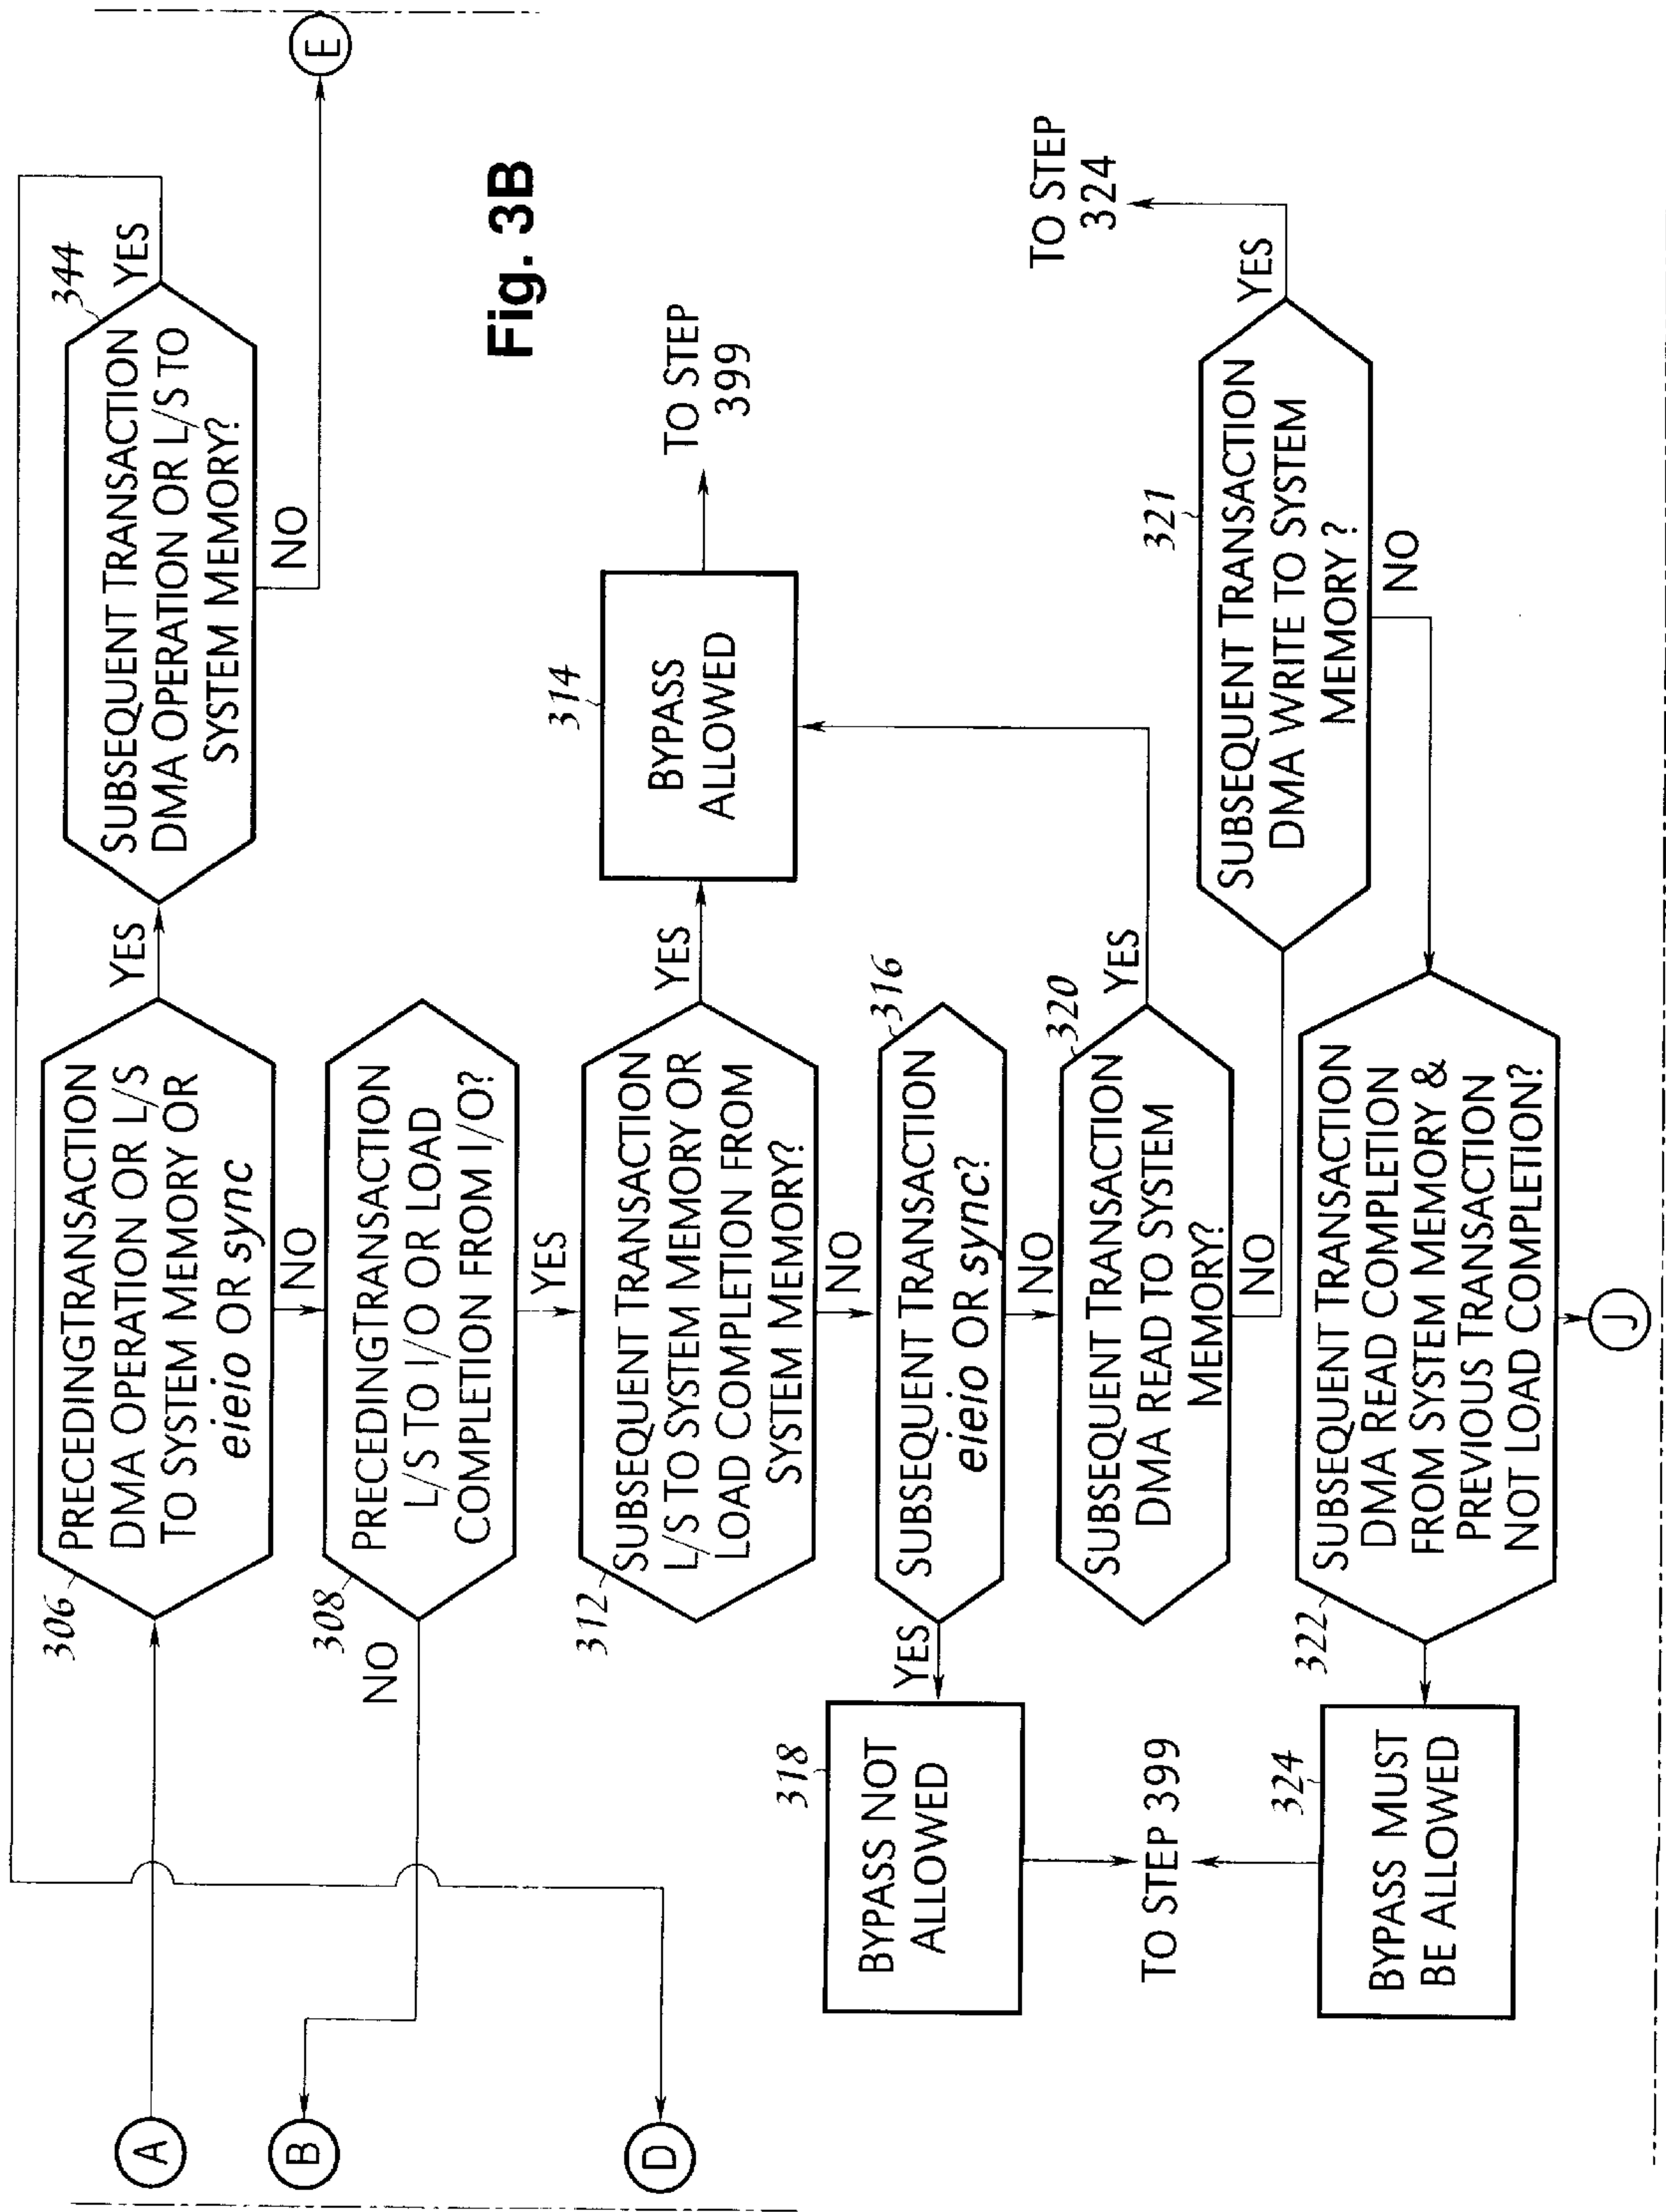 A
306
PRECEDING TRANSACTION
DMA OPERATION OR L/S
TO SYSTEM MEMORY OR
eieio OR sync
YES
NO
344
SUBSEQUENT TRANSACTION
DMA OPERATION OR L/S TO
SYSTEM MEMORY?
YES
NO
E
B
NO
308
PRECEDING TRANSACTION
L/S TO I/O OR LOAD
COMPLETION FROM I/O?
YES
Fig. 3B
D
312
SUBSEQUENT TRANSACTION
L/S TO SYSTEM MEMORY OR
LOAD COMPLETION FROM
SYSTEM MEMORY?
YES
NO
314
BYPASS
ALLOWED
TO STEP
399
316
SUBSEQUENT TRANSACTION
eieio OR sync?
YES
NO
318
BYPASS NOT
ALLOWED
TO STEP 399
320
SUBSEQUENT TRANSACTION
DMA READ TO SYSTEM
MEMORY?
YES
NO
321
SUBSEQUENT TRANSACTION
DMA WRITE TO SYSTEM
MEMORY?
YES
NO
TO STEP
324
322
SUBSEQUENT TRANSACTION
DMA READ COMPLETION
FROM SYSTEM MEMORY &
PREVIOUS TRANSACTION
NOT LOAD COMPLETION?
324
BYPASS MUST
BE ALLOWED
J